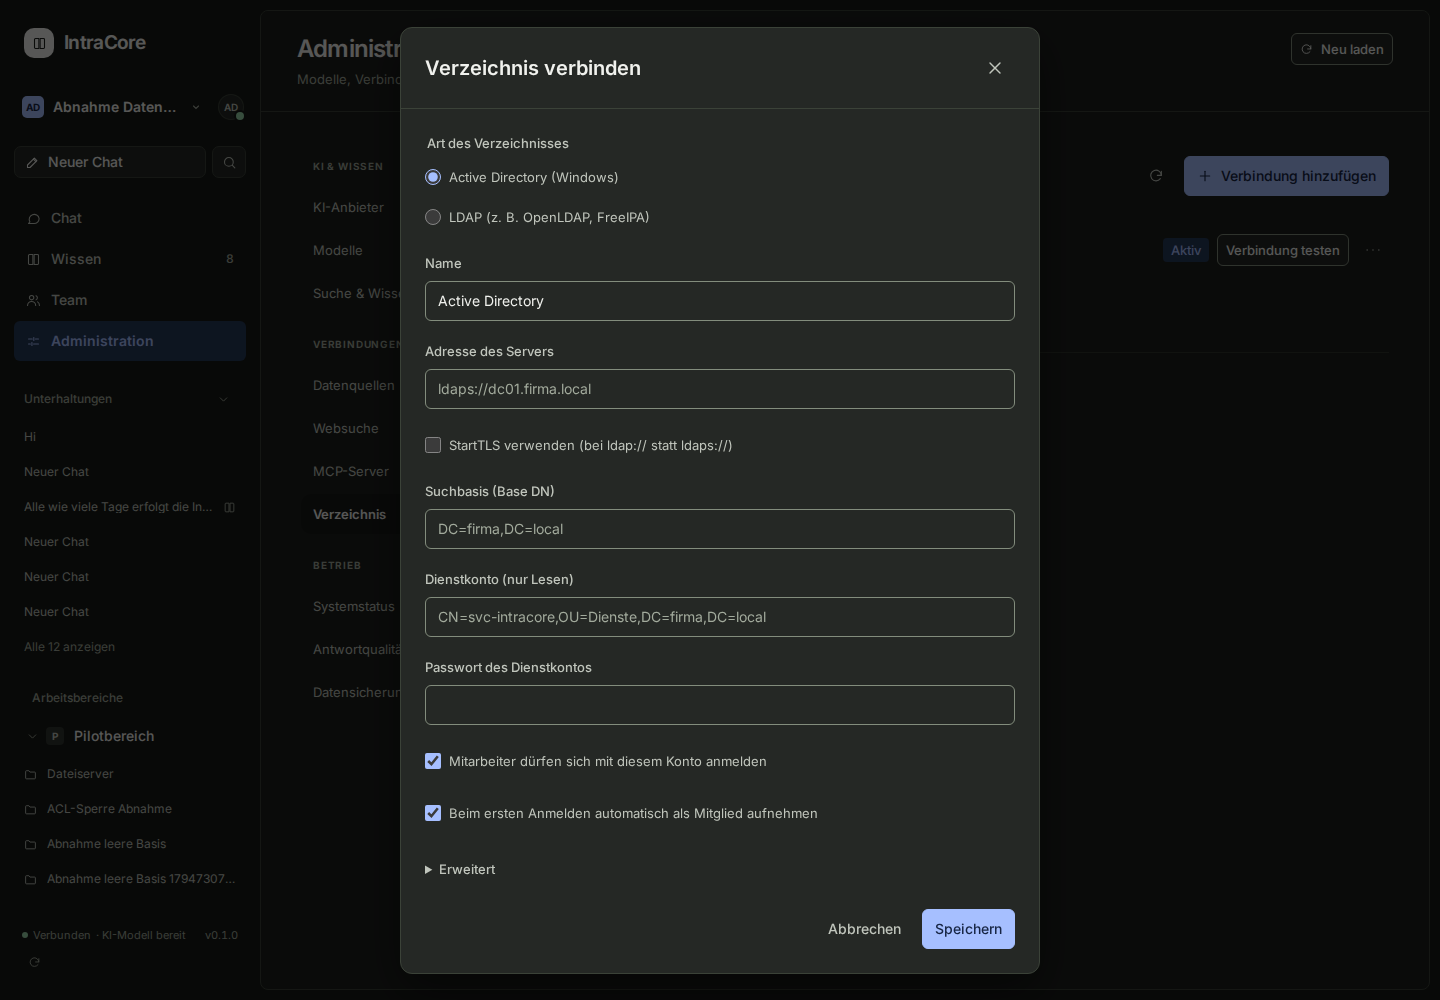 IntraCore
AD Abnahme Daten... AD
Neuer Chat
Chat
Wissen 8
Team
Administration
Unterhaltungen
Hi
Neuer Chat
Alle wie viele Tage erfolgt die In...
Neuer Chat
Neuer Chat
Neuer Chat
Alle 12 anzeigen
Arbeitsbereiche
P Pilotbereich
Dateiserver
ACL-Sperre Abnahme
Abnahme leere Basis
Abnahme leere Basis 17947307...
Verbunden · KI-Modell bereit v0.1.0
Neu laden
KI & WISSEN
KI-Anbieter
Modelle
VERBINDUNGEN
Datenquellen
Websuche
MCP-Server
Verzeichnis
BETRIEB
Systemstatus
Verbindung hinzufügen
Aktiv Verbindung testen
Verzeichnis verbinden
Art des Verzeichnisses
Active Directory (Windows)
LDAP (z. B. OpenLDAP, FreeIPA)
Name
Active Directory
Adresse des Servers
ldaps://dc01.firma.local
StartTLS verwenden (bei ldap:// statt ldaps://)
Suchbasis (Base DN)
DC=firma,DC=local
Dienstkonto (nur Lesen)
CN=svc-intracore,OU=Dienste,DC=firma,DC=local
Passwort des Dienstkontos
Mitarbeiter dürfen sich mit diesem Konto anmelden
Beim ersten Anmelden automatisch als Mitglied aufnehmen
Erweitert
Abbrechen Speichern